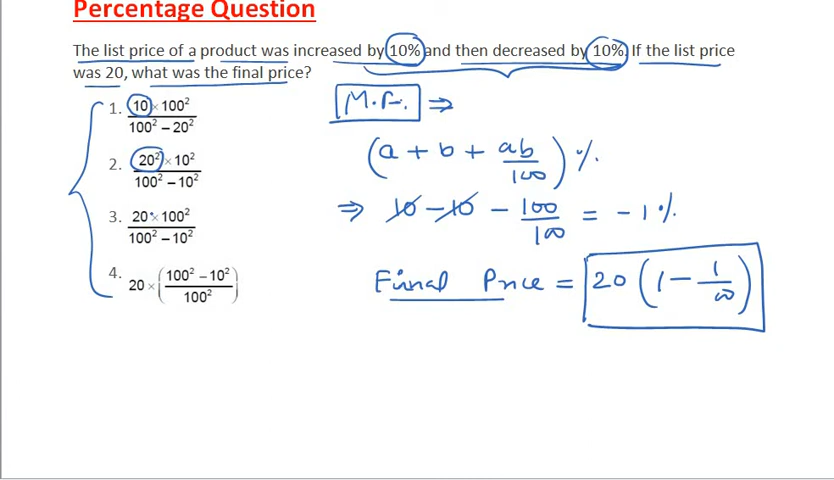 Percentage Question
The list price of a product was increased by 10% and then decreased by 10%. If the list price
was 20, what was the final price?
1. 10 × 100² / 100² – 20²
2. 20² × 10² / 100² – 10²
3. 20 × 100² / 100² – 10²
4. 20 × (100² – 10² / 100²)
M.F. ⇒
(a + b + ab/100) %.
⇒ 10 – 10 – 100/100 = – 1 %.
Final Price = 20 (1 – 1/100)